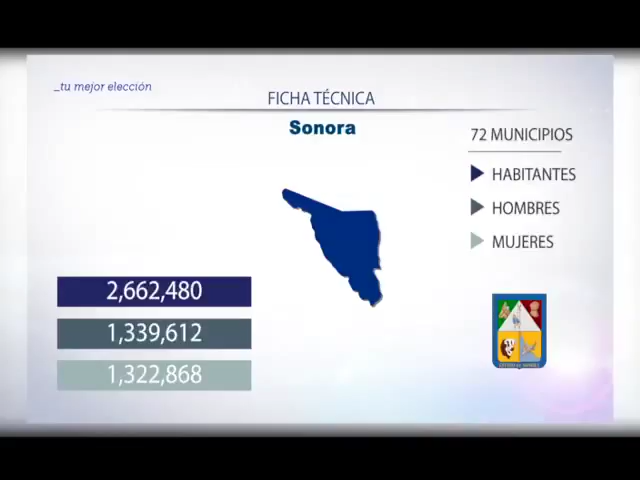 _tu mejor elección
FICHA TÉCNICA
Sonora
72 MUNICIPIOS
HABITANTES
HOMBRES
MUJERES
2,662,480
1,339,612
1,322,868